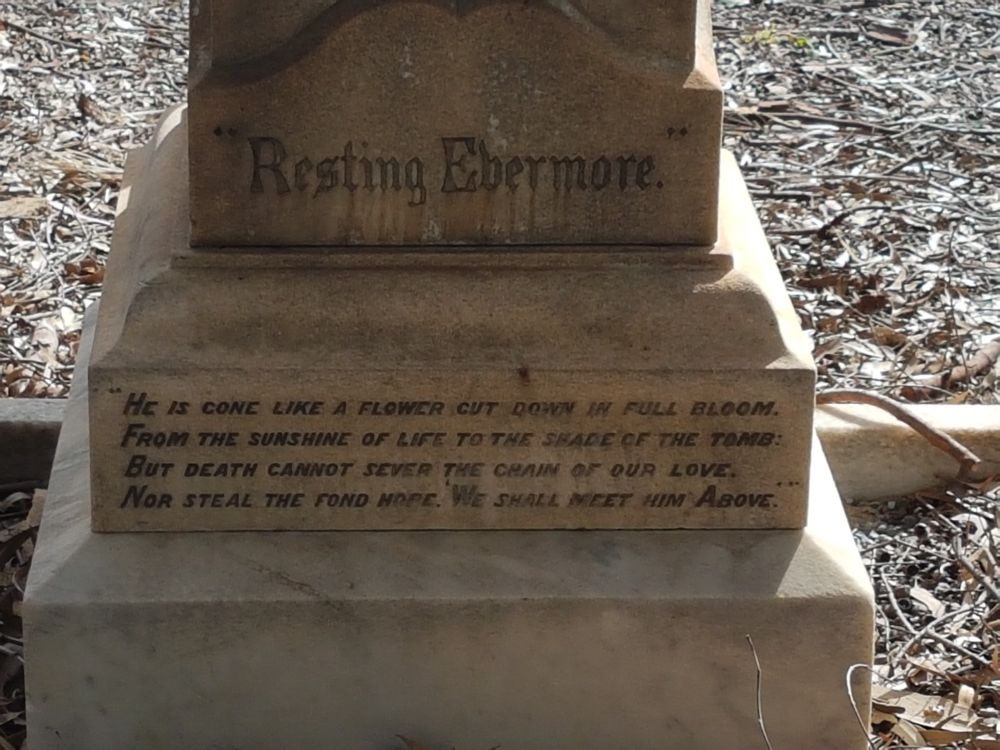 "Resting Evermore."
"HE IS GONE LIKE A FLOWER CUT DOWN IN FULL BLOOM.
FROM THE SUNSHINE OF LIFE TO THE SHADE OF THE TOMB:
BUT DEATH CANNOT SEVER THE CHAIN OF OUR LOVE.
NOR STEAL THE FOND HOPE. 'WE SHALL MEET HIM ABOVE.'"